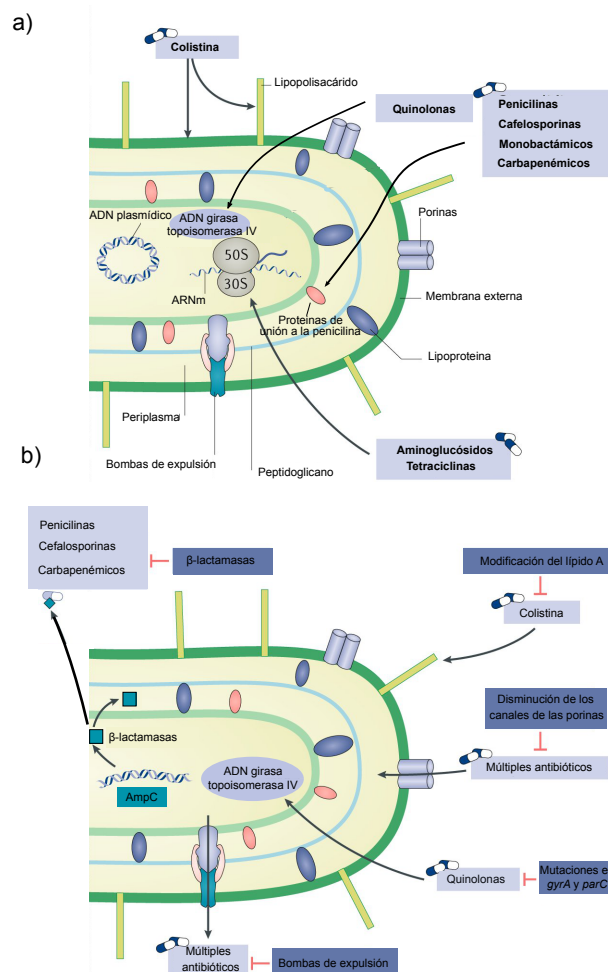 a)
Colistina
Lipopolisacárido
Quinolonas
Penicilinas
Cafelosporinas
Monobactámicos
Carbapenémicos
ADN plasmídico
ADN girasa
topoisomerasa IV
50S
30S
ARNm
Porinas
Proteinas de
unión a la penicilina
Membrana externa
Lipoproteina
Periplasma
Bombas de expulsión
Peptidoglicano
Aminoglucósidos
Tetraciclinas
b)
Penicilinas
Cefalosporinas
Carbapenémicos
β-lactamasas
Modificación del lípido A
Colistina
Disminución de los
canales de las porinas
Múltiples antibióticos
β-lactamasas
AmpC
ADN girasa
topoisomerasa IV
Quinolonas
Mutaciones e
gyrA y parC
Múltiples
antibióticos
Bombas de expulsión